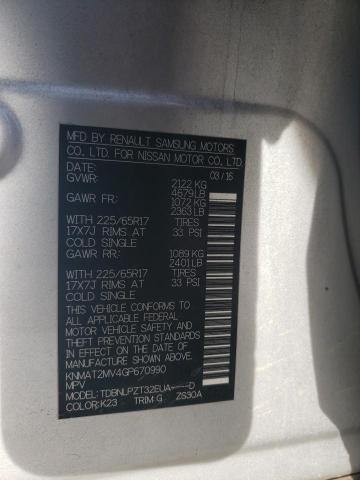 MFD BY RENAULT SAMSUNG MOTORS
CO., LTD. FOR NISSAN MOTOR CO., LTD.
DATE: 03/16
GVWR: 2122 KG
4679 LB
GAWR FR: 1072 KG
2363 LB
WITH 225/65R17 TIRES
17X7J RIMS AT 33 PSI
COLD SINGLE
GAWR RR: 1089 KG
2401 LB
WITH 225/65R17 TIRES
17X7J RIMS AT 33 PSI
COLD SINGLE
THIS VEHICLE CONFORMS TO
ALL APPLICABLE FEDERAL
MOTOR VEHICLE SAFETY AND
THEFT PREVENTION STANDARDS
IN EFFECT ON THE DATE OF
MANUFACTURE SHOWN ABOVE.
KNMAT2MV4GP670990
MPV
MODEL: TDBNLPZT32EUA-----D
COLOR: K23 TRIM: G ZS30A